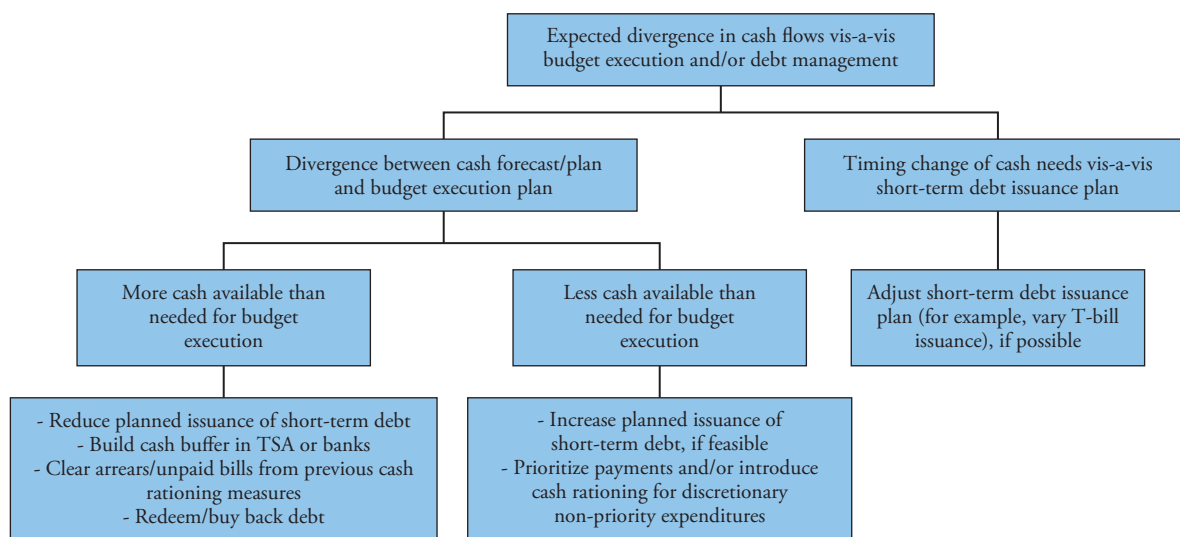 Expected divergence in cash flows vis-a-vis
budget execution and/or debt management
Divergence between cash forecast/plan
and budget execution plan
Timing change of cash needs vis-a-vis
short-term debt issuance plan
More cash available than
needed for budget
execution
Less cash available than
needed for budget
execution
Adjust short-term debt issuance
plan (for example, vary T-bill
issuance), if possible
- Reduce planned issuance of short-term debt
- Build cash buffer in TSA or banks
- Clear arrears/unpaid bills from previous cash
rationing measures
- Redeem/buy back debt
- Increase planned issuance of
short-term debt, if feasible
- Prioritize payments and/or introduce
cash rationing for discretionary
non-priority expenditures